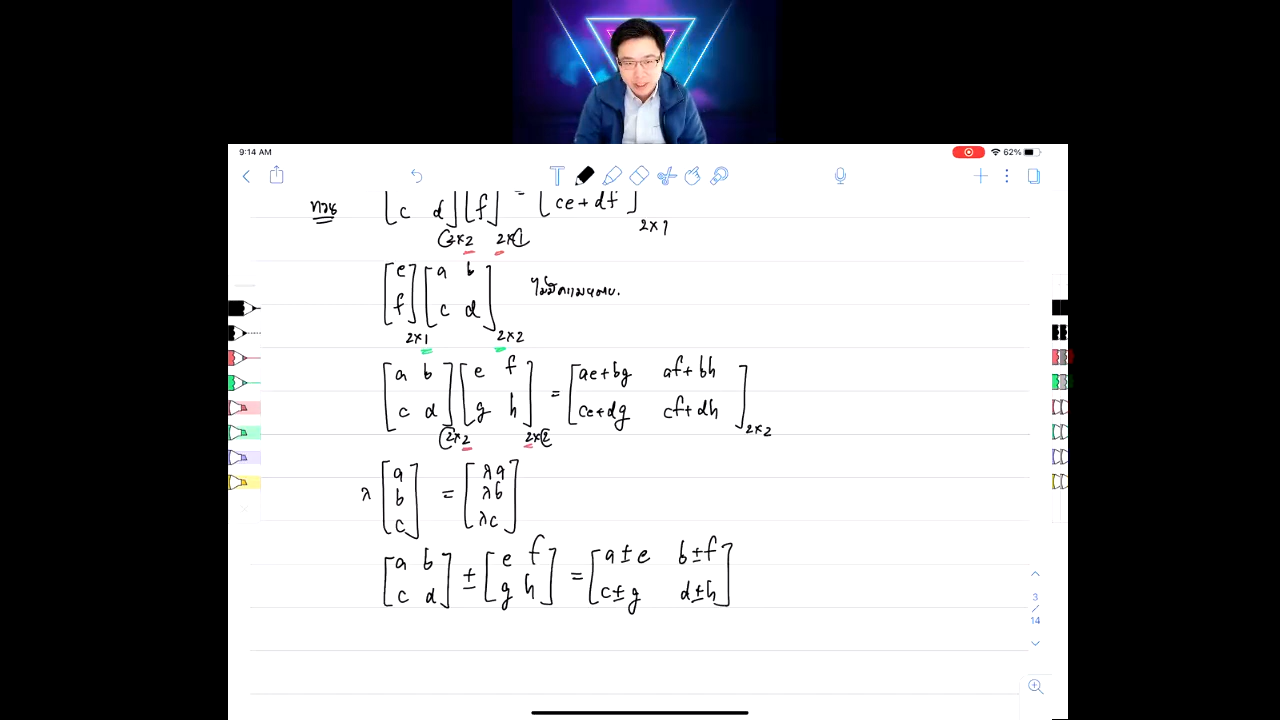 9:14 AM 62%
ทวน [c d][f] = [ce+df] 2×1
2×2 2×1
[e f][a b c d] ไม่มีความหมาย.
2×1 2×2
[a b] [e f] = [ae+bg af+bh]
[c d] [g h] [ce+dg cf+dh] 2×2
2×2 2×2
λ [a b c] = [λa λb λc]
[a b] ± [e f] = [a±e b±f]
[c d] [g h] [c±g d±h]
3
/
14